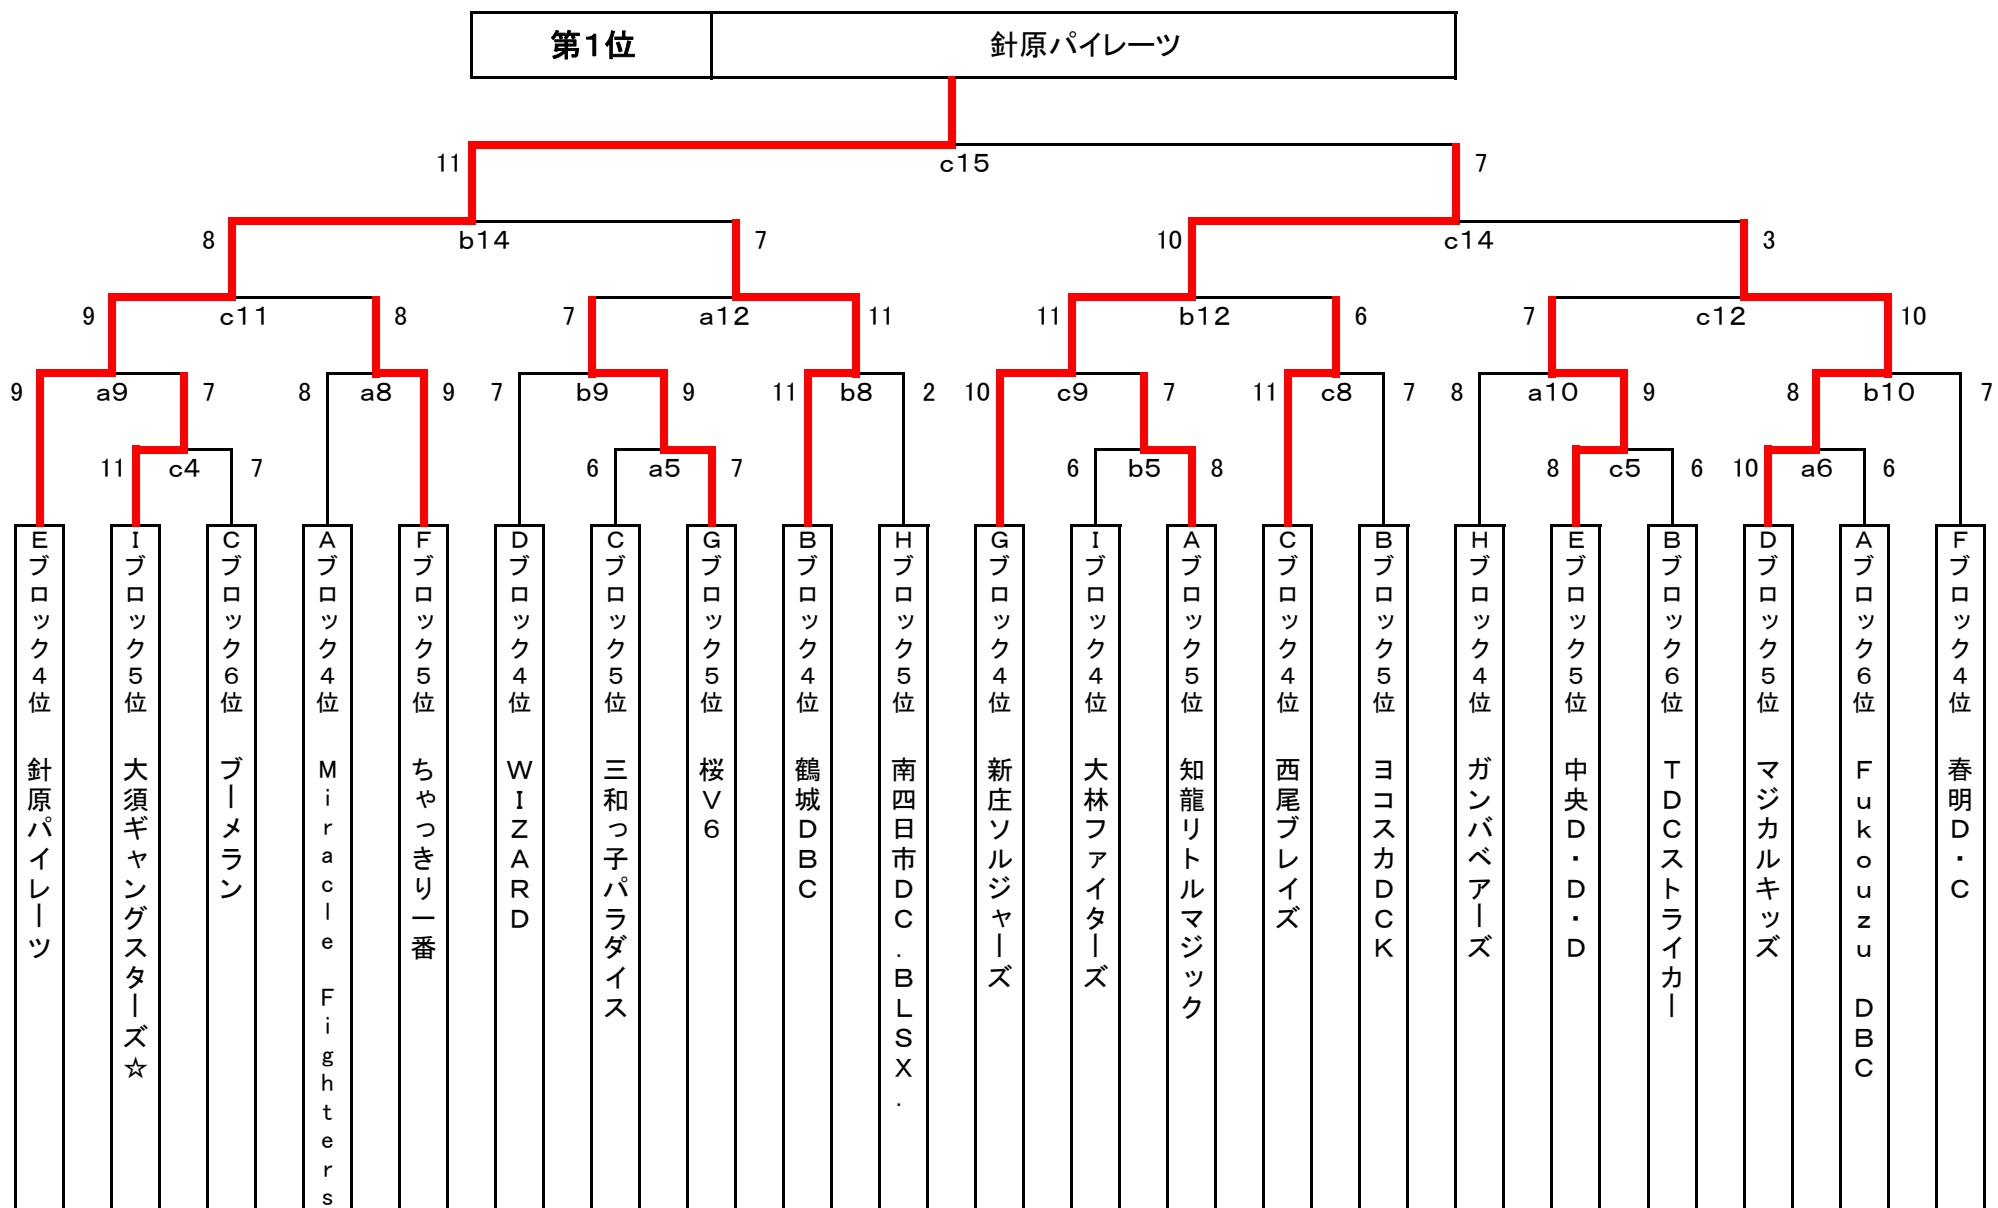 第1位 針原パイレーツ
11 c15 7
8 b14 7 10 c14 3
9 c11 8 7 a12 11 11 b12 6 7 c12 10
9 a9 7 8 a8 9 7 b9 9 11 b8 2 10 c9 7 11 c8 7 8 a10 9 8 b10 7
11 c4 7 6 a5 7 6 b5 8 8 c5 6 10 a6 6
Eブロック4位 針原パイレーツ
Iブロック5位 大須ギャングスターズ☆
Cブロック6位 ブーメラン
Aブロック4位 Miracle Fighters
Fブロック5位 ちゃっきり一番
Dブロック4位 WIZARD
Cブロック5位 三和っ子パラダイス
Gブロック5位 桜V6
Bブロック4位 鶴城DBC
Hブロック5位 南四日市DC.BLSX.
Gブロック4位 新庄ソルジャーズ
Iブロック4位 大林ファイターズ
Aブロック5位 知龍リトルマジック
Cブロック4位 西尾ブレイズ
Bブロック5位 ヨコスカDCK
Hブロック4位 ガンバベアーズ
Eブロック5位 中央D・D・D
Bブロック6位 TDCストライカー
Dブロック5位 マジカルキッズ
Aブロック6位 Fukouzu DBC
Fブロック4位 春明D・C